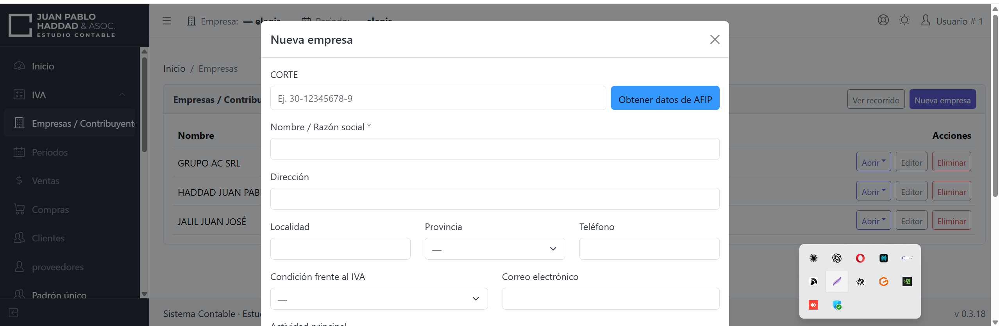 JUAN PABLO
HADDAD & ASOC.
ESTUDIO CONTABLE
Inicio
IVA
Empresas / Contribuyent
Períodos
Ventas
Compras
Clientes
proveedores
Padrón único
Empresa: — elegir
Período: — elegir
Usuario # 1
Inicio / Empresas
Empresas / Contribu
Ver recorrido
Nueva empresa
Nombre
Acciones
GRUPO AC SRL
Abrir Editor Eliminar
HADDAD JUAN PAB
Abrir Editor Eliminar
JALIL JUAN JOSÉ
Abrir Editor Eliminar
Sistema Contable · Estu
v 0.3.18
Nueva empresa
CORTE
Ej. 30-12345678-9
Obtener datos de AFIP
Nombre / Razón social *
Dirección
Localidad
Provincia
—
Teléfono
Condición frente al IVA
—
Correo electrónico
Actividad principal